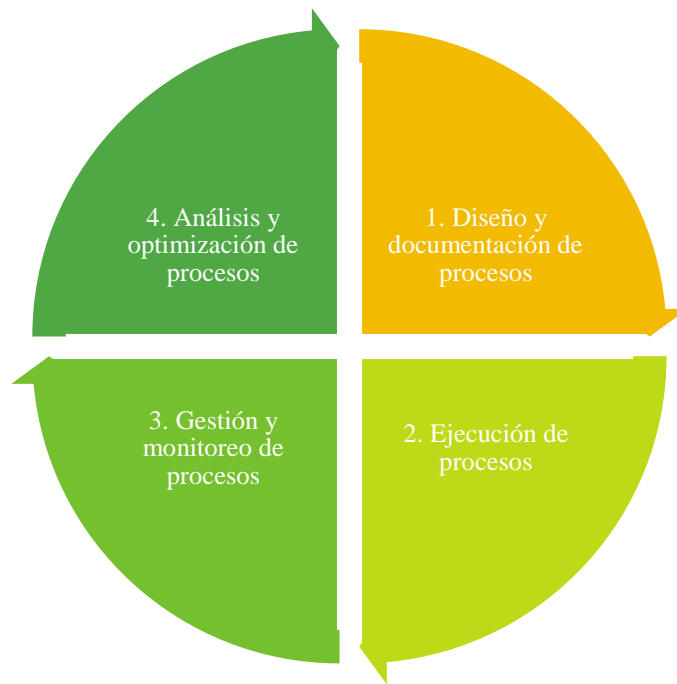 1. Diseño y
documentación de
procesos
2. Ejecución de
procesos
3. Gestión y
monitoreo de
procesos
4. Análisis y
optimización de
procesos